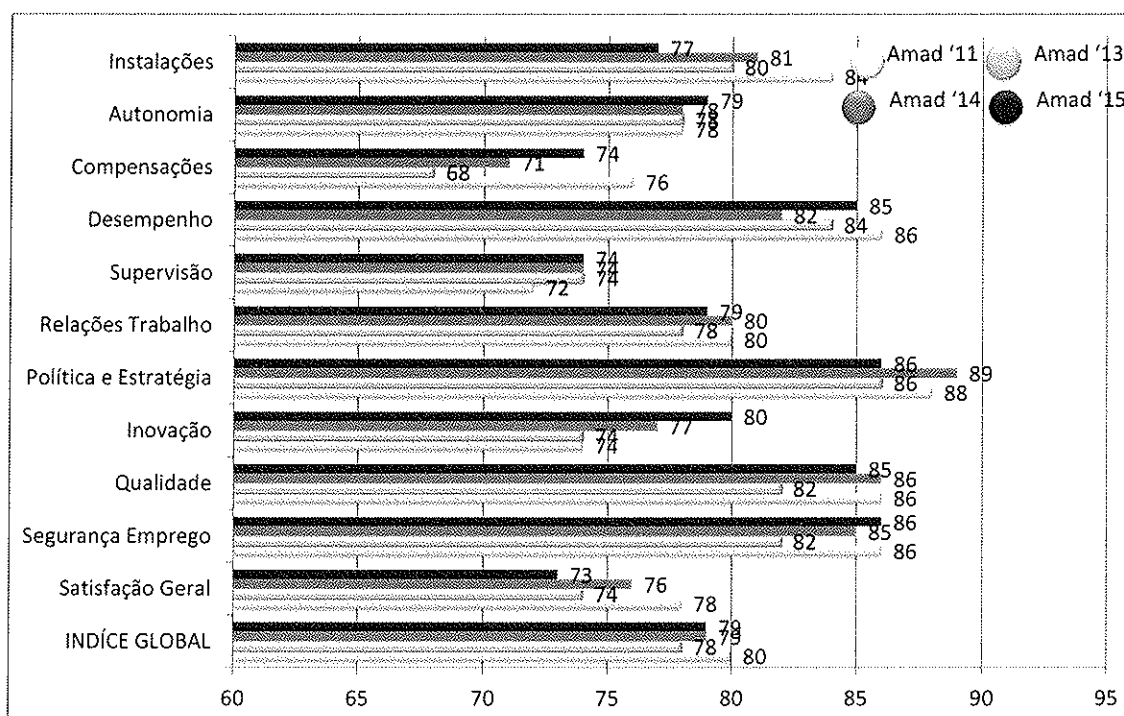 Amad '11 Amad '13
Amad '14 Amad '15
Instalações 77 81 80 84
Autonomia 79 78 78 78
Compensações 74 71 68 76
Desempenho 85 82 84 86
Supervisão 74 74 74 72
Relações Trabalho 79 80 78 80
Política e Estratégia 86 89 86 88
Inovação 80 77 74 74
Qualidade 85 86 82 86
Segurança Emprego 86 85 82 86
Satisfação Geral 73 76 74 78
INDÍCE GLOBAL 79 79 78 80
60 65 70 75 80 85 90 95